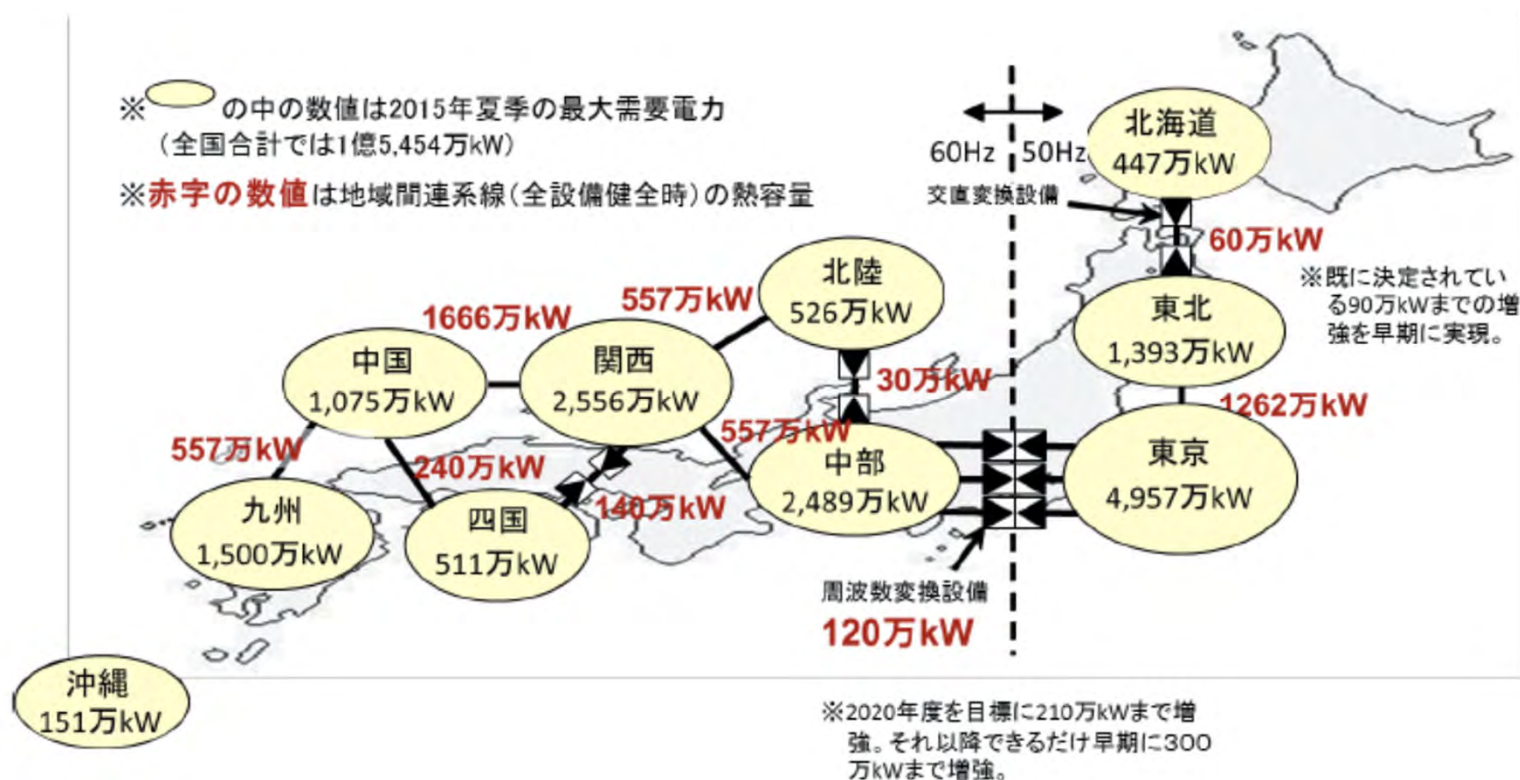 ※ の中の数値は2015年夏季の最大需要電力
(全国合計では1億5,454万kW)
※赤字の数値は地域間連系線(全設備健全時)の熱容量
60Hz 50Hz
交直変換設備
北海道
447万kW
60万kW
※既に決定されてい
る90万kWまでの増
強を早期に実現。
東北
1,393万kW
1262万kW
東京
4,957万kW
北陸
526万kW
557万kW
30万kW
1666万kW
関西
2,556万kW
557万kW
中部
2,489万kW
中国
1,075万kW
557万kW
240万kW
140万kW
九州
1,500万kW
四国
511万kW
周波数変換設備
120万kW
沖縄
151万kW
※2020年度を目標に210万kWまで増
強。それ以降できるだけ早期に300
万kWまで増強。